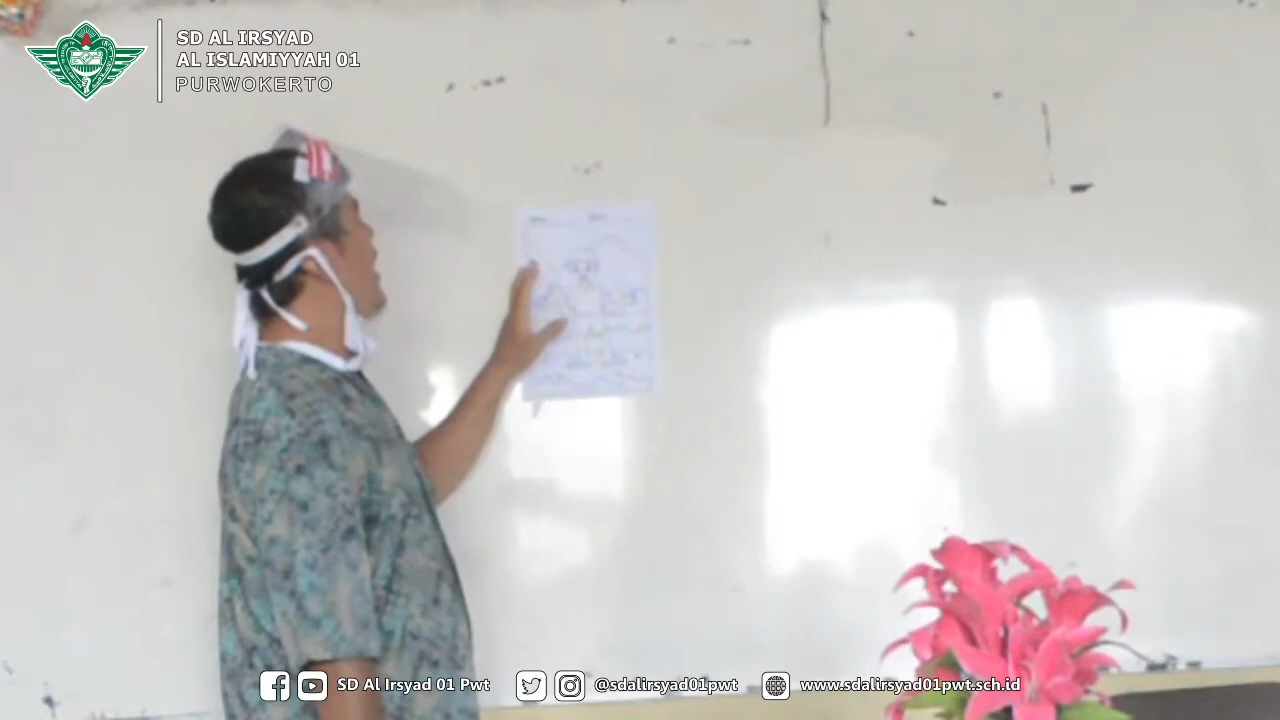 SD AL IRSYAD
AL ISLAMIYYAH 01
PURWOKERTO
SD Al Irsyad 01 Pwt
@sdalirsyad01pwt
www.sdalirsyad01pwt.sch.id